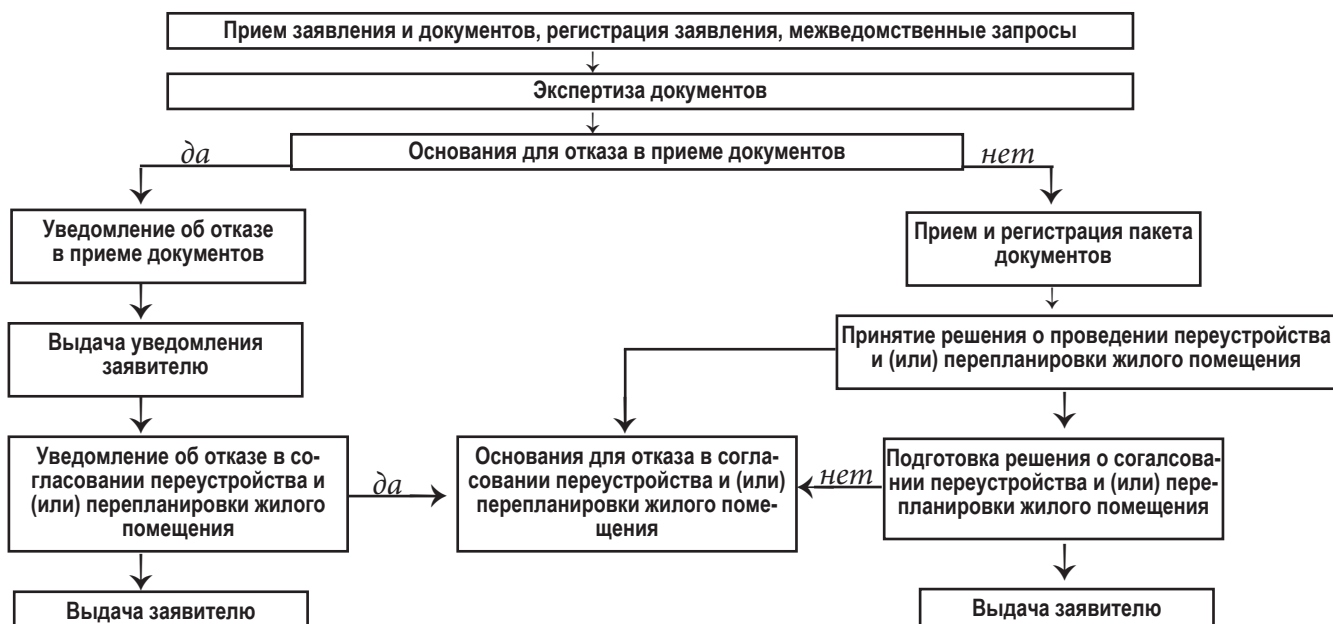 Прием заявления и документов, регистрация заявления, межведомственные запросы
Экспертиза документов
да
Основания для отказа в приеме документов
нет
Уведомление об отказе
в приеме документов
Прием и регистрация пакета
документов
Выдача уведомления
заявителю
Принятие решения о проведении переустройства
и (или) перепланировки жилого помещения
Уведомление об отказе в со-
гласовании переустройства и
(или) перепланировки жилого
помещения
да
Основания для отказа в согла-
совании переустройства и (или)
перепланировки жилого поме-
щения
нет
Подготовка решения о согалсова-
нии переустройства и (или) пере-
планировки жилого помещения
Выдача заявителю
Выдача заявителю